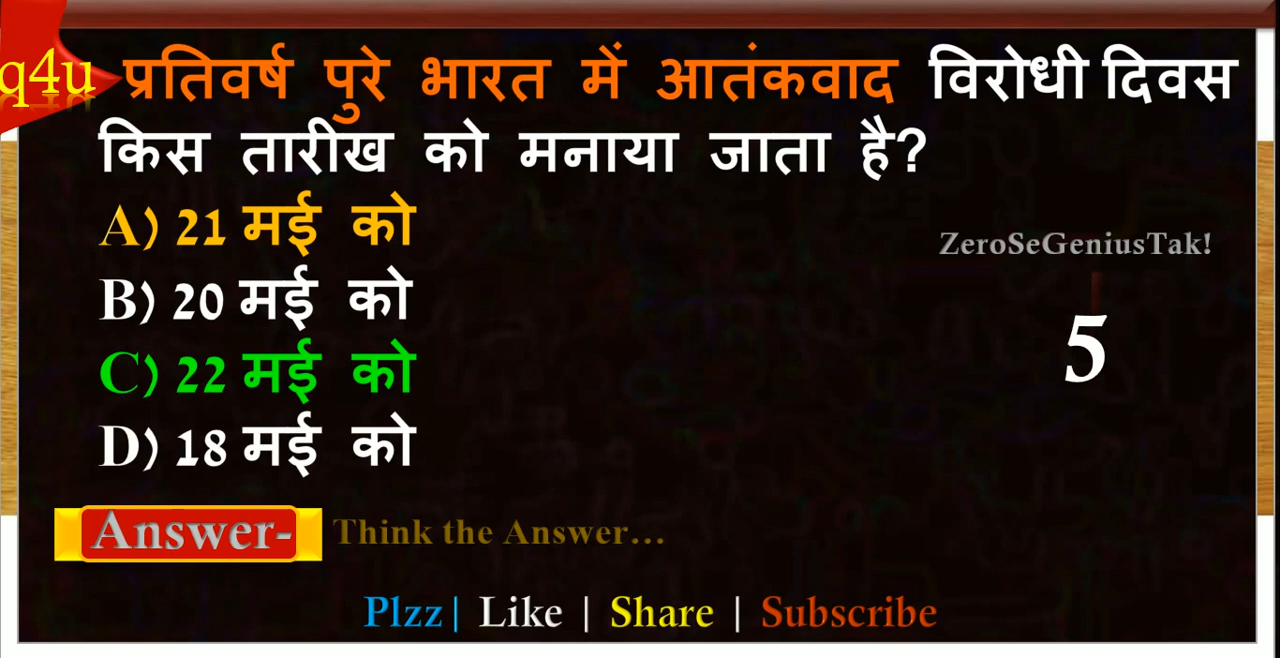 q4u
प्रतिवर्ष पुरे भारत में आतंकवाद विरोधी दिवस
किस तारीख को मनाया जाता है?
A) 21 मई को
B) 20 मई को
C) 22 मई को
D) 18 मई को
ZeroSeGeniusTak!
5
Answer- Think the Answer...
Plzz| Like | Share | Subscribe